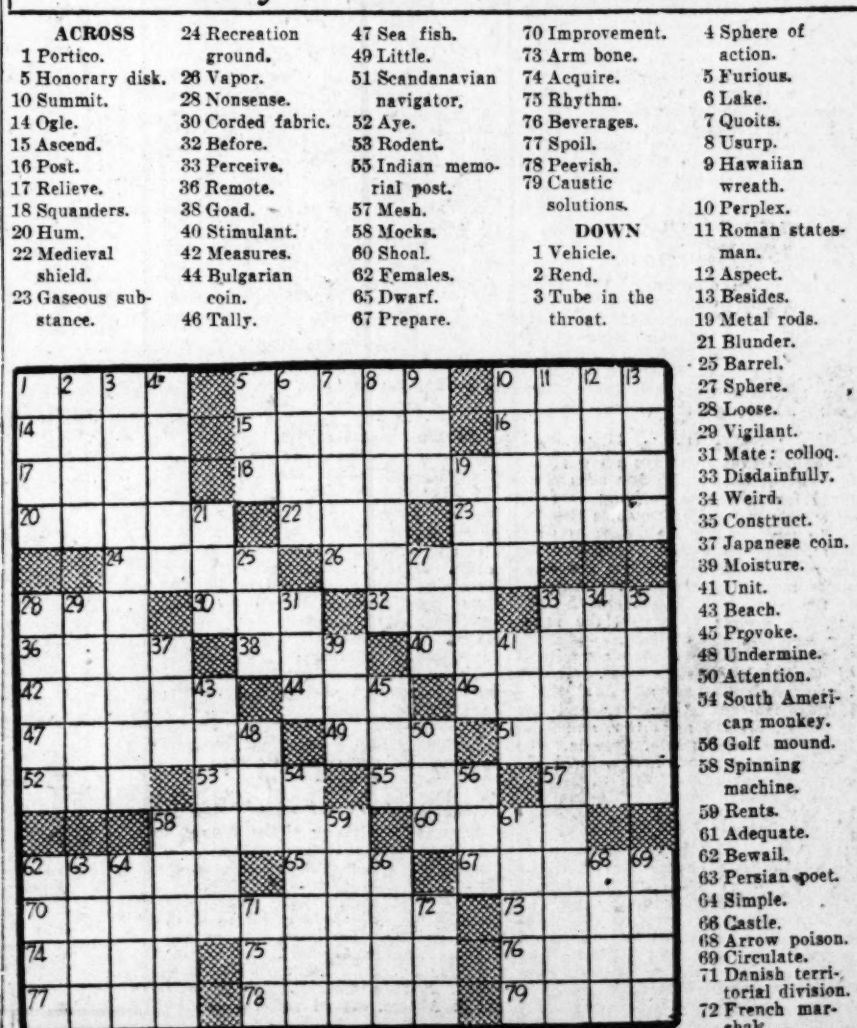 ACROSS
1 Portico.
5 Honorary disk.
10 Summit.
14 Ogle.
15 Ascend.
16 Post.
17 Relieve.
18 Squanders.
20 Hum.
22 Medieval
shield.
23 Gaseous sub-
stance.
24 Recreation
ground.
26 Vapor.
28 Nonsense.
30 Corded fabric.
32 Before.
33 Perceive.
36 Remote.
38 Goad.
40 Stimulant.
42 Measures.
44 Bulgarian
coin.
46 Tally.
47 Sea fish.
49 Little.
51 Scandanavian
navigator.
52 Aye.
53 Rodent.
55 Indian memo-
rial post.
57 Mesh.
58 Mocks.
60 Shoal.
62 Females.
65 Dwarf.
67 Prepare.
70 Improvement.
73 Arm bone.
74 Acquire.
75 Rhythm.
76 Beverages.
77 Spoil.
78 Peevish.
79 Caustic
solutions.
DOWN
1 Vehicle.
2 Rend.
3 Tube in the
throat.
4 Sphere of
action.
5 Furious.
6 Lake.
7 Quoits.
8 Usurp.
9 Hawaiian
wreath.
10 Perplex.
11 Roman states-
man.
12 Aspect.
13 Besides.
19 Metal rods.
21 Blunder.
25 Barrel.
27 Sphere.
28 Loose.
29 Vigilant.
31 Mate: colloq.
33 Disdainfully.
34 Weird.
35 Construct.
37 Japanese coin.
39 Moisture.
41 Unit.
43 Beach.
45 Provoke.
48 Undermine.
50 Attention.
54 South Ameri-
can monkey.
56 Golf mound.
58 Spinning
machine.
59 Rents.
61 Adequate.
62 Bewail.
63 Persian poet.
64 Simple.
66 Castle.
68 Arrow poison.
69 Circulate.
71 Danish terri-
torial division.
72 French mar-
1 2 3 4 5 6 7 8 9 10 11 12 13
14 15 16
17 18 19
20 21 22 23
24 25 26 27
28 29 30 31 32 33 34 35
36 37 38 39 40 41
42 43 44 45 46
47 48 49 50 51
52 53 54 55 56 57
58 59 60 61
62 63 64 65 66 67 68 69
70 71 72 73
74 75 76
77 78 79